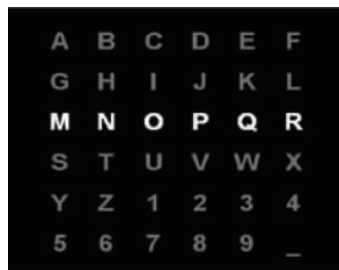 A B C D E F
G H I J K L
M N O P Q R
S T U V W X
Y Z 1 2 3 4
5 6 7 8 9 _